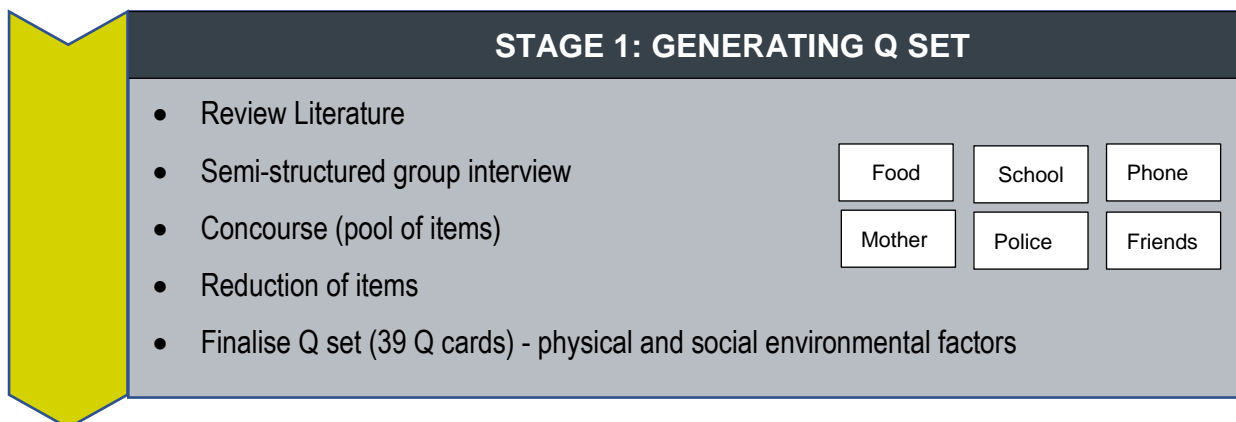 STAGE 1: GENERATING Q SET
• Review Literature
• Semi-structured group interview
• Concourse (pool of items)
• Reduction of items
• Finalise Q set (39 Q cards) - physical and social environmental factors
Food School Phone
Mother Police Friends